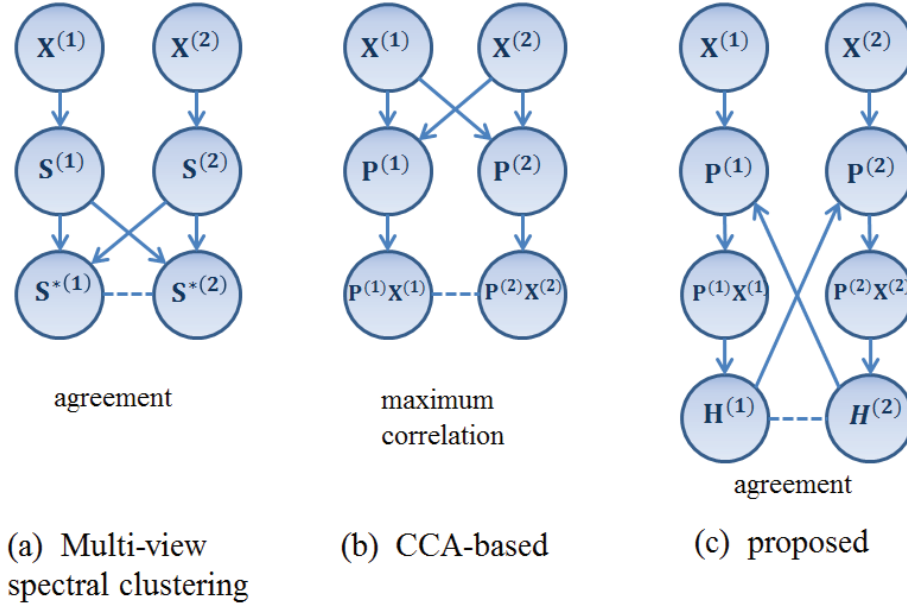 X(1) X(2)
S(1) S(2)
S*(1) S*(2)
agreement
(a) Multi-view
spectral clustering
X(1) X(2)
P(1) P(2)
P(1)X(1) P(2)X(2)
maximum
correlation
(b) CCA-based
X(1) X(2)
P(1) P(2)
P(1)X(1) P(2)X(2)
H(1) H(2)
agreement
(c) proposed